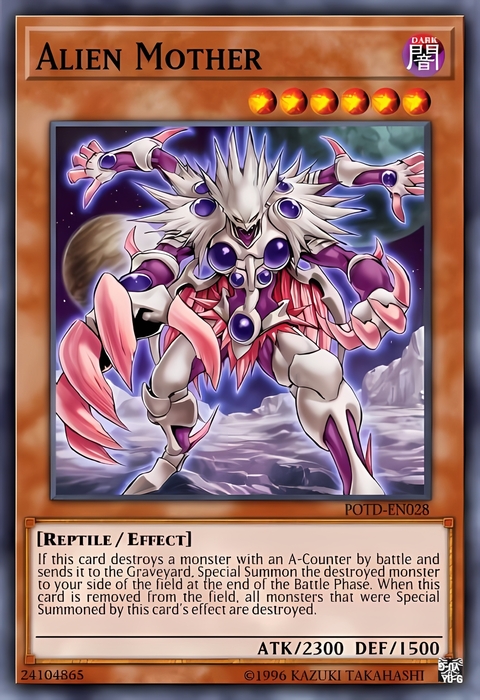 ALIEN MOTHER
DARK
闇
POTD-EN028
[REPTILE / EFFECT]
If this card destroys a monster with an A-Counter by battle and
sends it to the Graveyard, Special Summon the destroyed monster
to your side of the field at the end of the Battle Phase. When this
card is removed from the field, all monsters that were Special
Summoned by this card's effect are destroyed.
ATK/2300 DEF/1500
24104865
©1996 KAZUKI TAKAHASHI